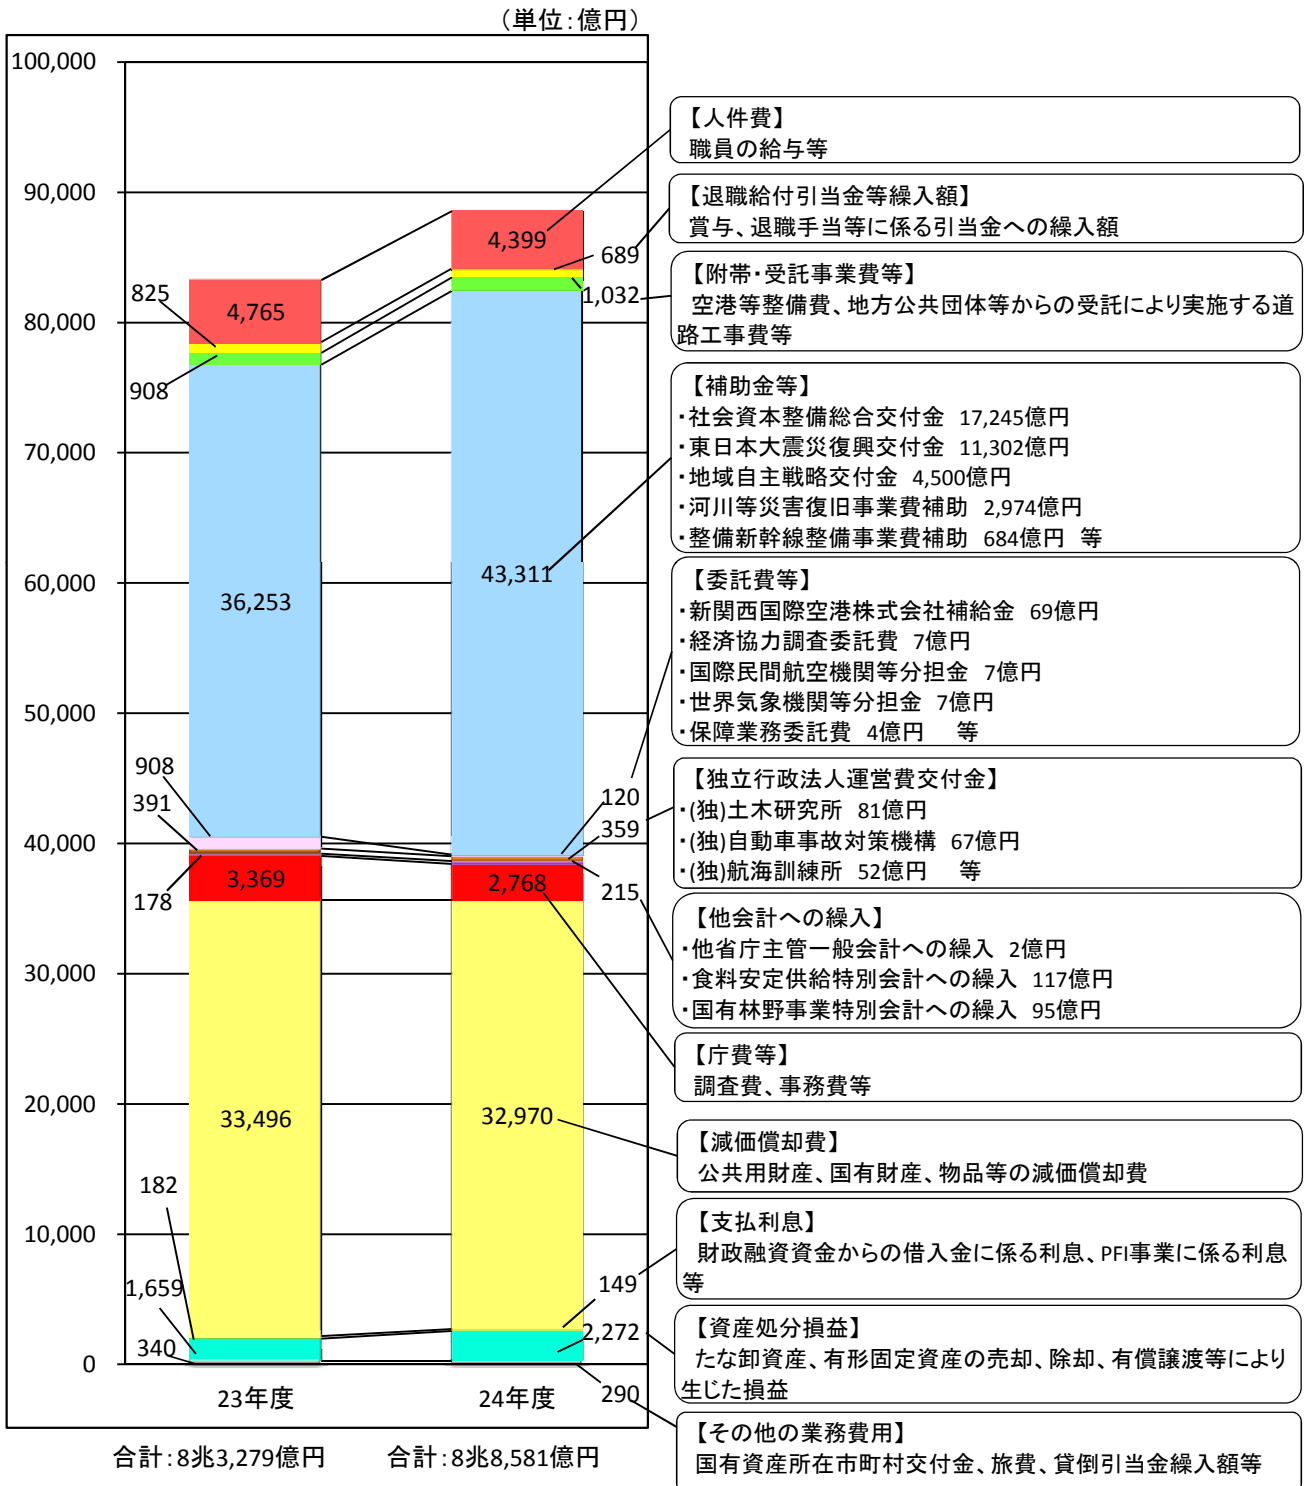 （単位：億円）
100,000
90,000
80,000
70,000
60,000
50,000
40,000
30,000
20,000
10,000
0
825
4,765
908
36,253
908
391
178
3,369
33,496
182
1,659
340
23年度
4,399
689
1,032
43,311
120
359
215
2,768
32,970
149
2,272
290
24年度
合計：8兆3,279億円
合計：8兆8,581億円
【人件費】
職員の給与等
【退職給付引当金等繰入額】
賞与、退職手当等に係る引当金への繰入額
【附帯・受託事業費等】
空港等整備費、地方公共団体等からの受託により実施する道
路工事費等
【補助金等】
・社会資本整備総合交付金 17,245億円
・東日本大震災復興交付金 11,302億円
・地域自主戦略交付金 4,500億円
・河川等災害復旧事業費補助 2,974億円
・整備新幹線整備事業費補助 684億円 等
【委託費等】
・新関西国際空港株式会社補給金 69億円
・経済協力調査委託費 7億円
・国際民間航空機関等分担金 7億円
・世界気象機関等分担金 7億円
・保障業務委託費 4億円 等
【独立行政法人運営費交付金】
・(独)土木研究所 81億円
・(独)自動車事故対策機構 67億円
・(独)航海訓練所 52億円 等
【他会計への繰入】
・他省庁主管一般会計への繰入 2億円
・食料安定供給特別会計への繰入 117億円
・国有林野事業特別会計への繰入 95億円
【庁費等】
調査費、事務費等
【減価償却費】
公共用財産、国有財産、物品等の減価償却費
【支払利息】
財政融資資金からの借入金に係る利息、PFI事業に係る利息
等
【資産処分損益】
たな卸資産、有形固定資産の売却、除却、有償譲渡等により
生じた損益
【その他の業務費用】
国有資産所在市町村交付金、旅費、貸倒引当金繰入額等